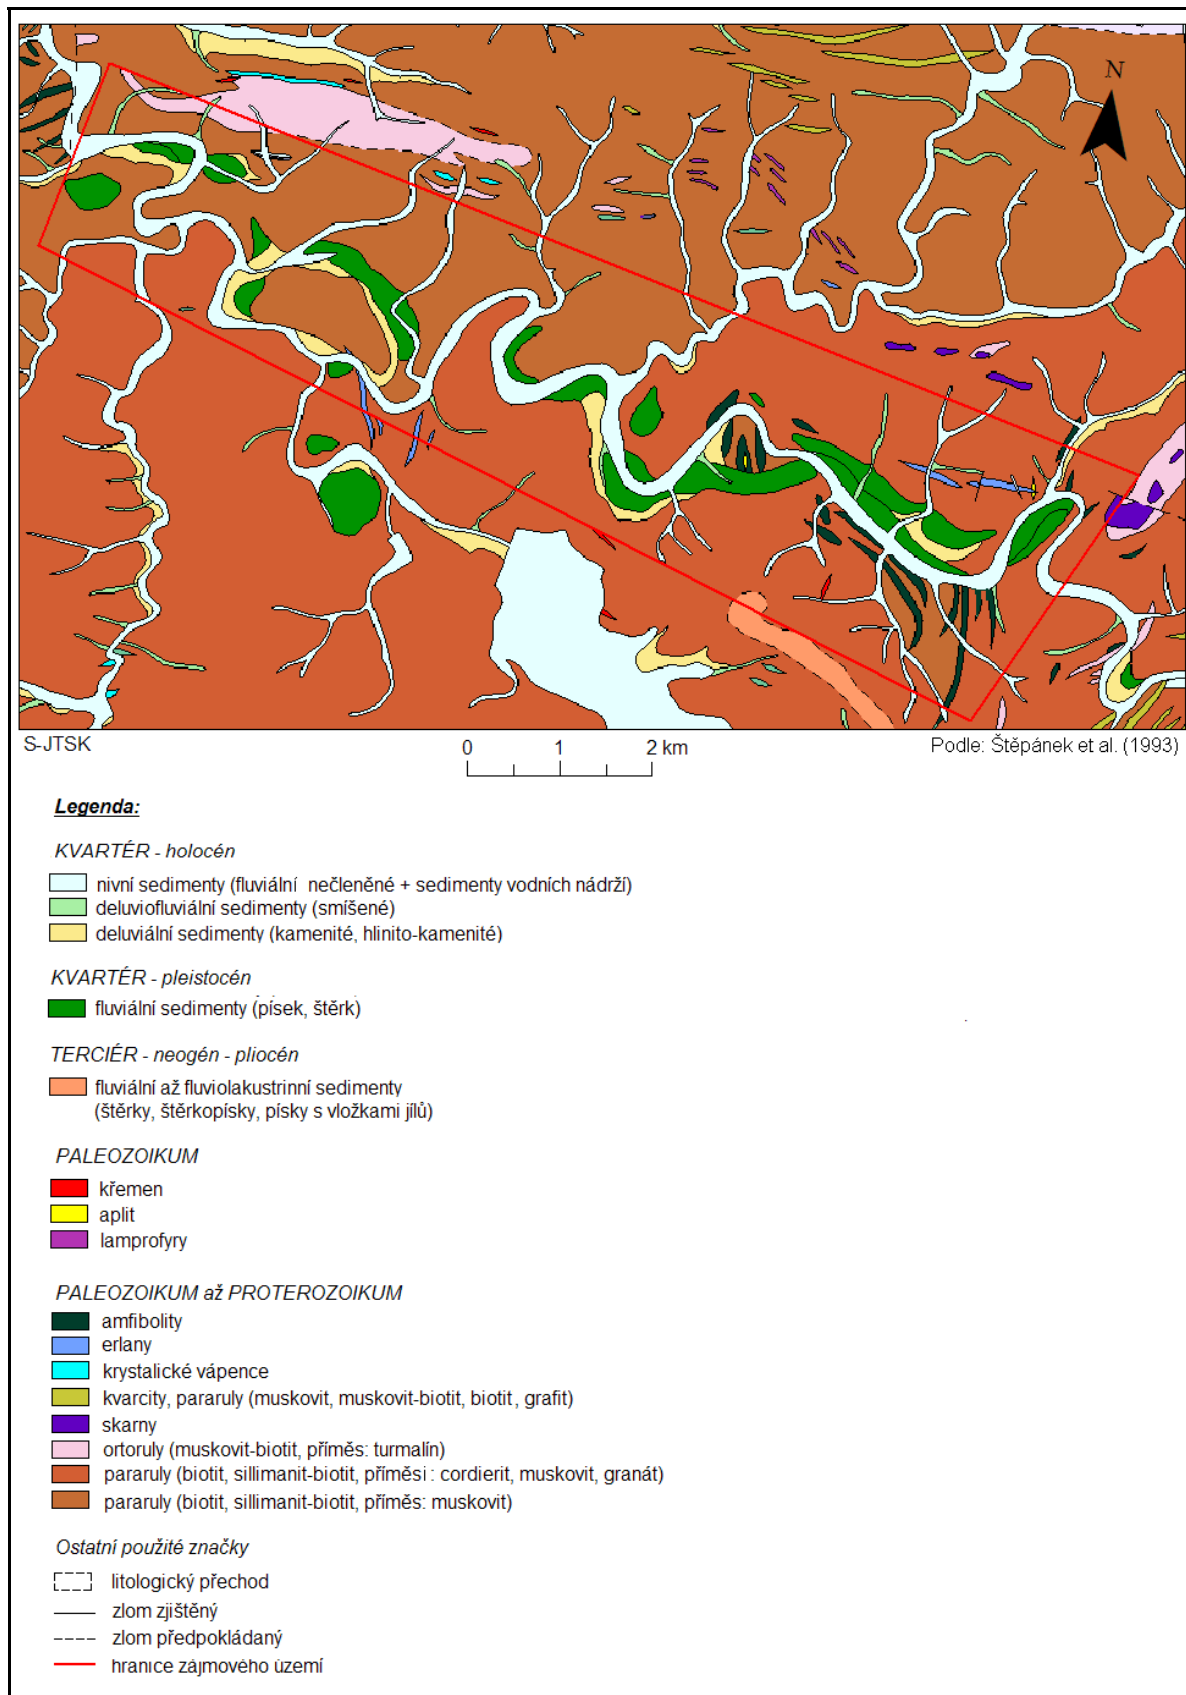 N
S-JTSK
0 1 2 km
Podle: Štěpánek et al. (1993)
Legenda:
KVARTÉR - holocén
nivní sedimenty (fluviální nečleněné + sedimenty vodních nádrží)
deluviofluviální sedimenty (smíšené)
deluviální sedimenty (kamenité, hlinito-kamenité)
KVARTÉR - pleistocén
fluviální sedimenty (písek, štěrk)
TERCIÉR - neogén - pliocén
fluviální až fluviolakustrinní sedimenty
(štěrky, štěrkopísky, písky s vložkami jílů)
PALEOZOIKUM
křemen
aplit
lamprofyry
PALEOZOIKUM až PROTEROZOIKUM
amfibolity
erlany
krystalické vápence
kvarcity, pararuly (muskovit, muskovit-biotit, biotit, grafit)
skarny
ortoruly (muskovit-biotit, příměs: turmalín)
pararuly (biotit, sillimanit-biotit, příměsi : cordierit, muskovit, granát)
pararuly (biotit, sillimanit-biotit, příměs: muskovit)
Ostatní použité značky
litologický přechod
zlom zjištěný
zlom předpokládaný
hranice zájmového území